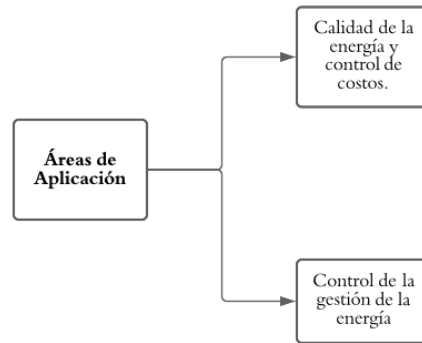 Calidad de la
energía y
control de
costos.
Áreas de
Aplicación
Control de la
gestión de la
energía